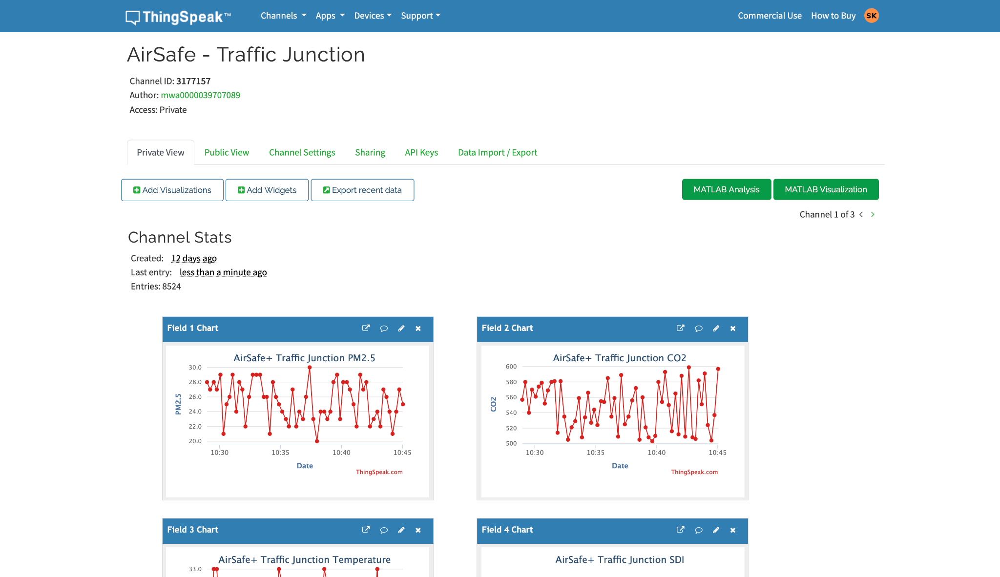 ThingSpeak™ Channels Apps Devices Support Commercial Use How to Buy SK
AirSafe - Traffic Junction
Channel ID: 3177157
Author: mwa0000039707089
Access: Private
Private View Public View Channel Settings Sharing API Keys Data Import / Export
Add Visualizations Add Widgets Export recent data MATLAB Analysis MATLAB Visualization
Channel 1 of 3 < >
Channel Stats
Created: 12 days ago
Last entry: less than a minute ago
Entries: 8524
Field 1 Chart
AirSafe+ Traffic Junction PM2.5
PM2.5
30.0
28.0
26.0
24.0
22.0
20.0
10:30 10:35 10:40 10:45
Date
ThingSpeak.com
Field 2 Chart
AirSafe+ Traffic Junction CO2
CO2
600
580
560
540
520
500
10:30 10:35 10:40 10:45
Date
ThingSpeak.com
Field 3 Chart
AirSafe+ Traffic Junction Temperature
33.0
Field 4 Chart
AirSafe+ Traffic Junction SDI